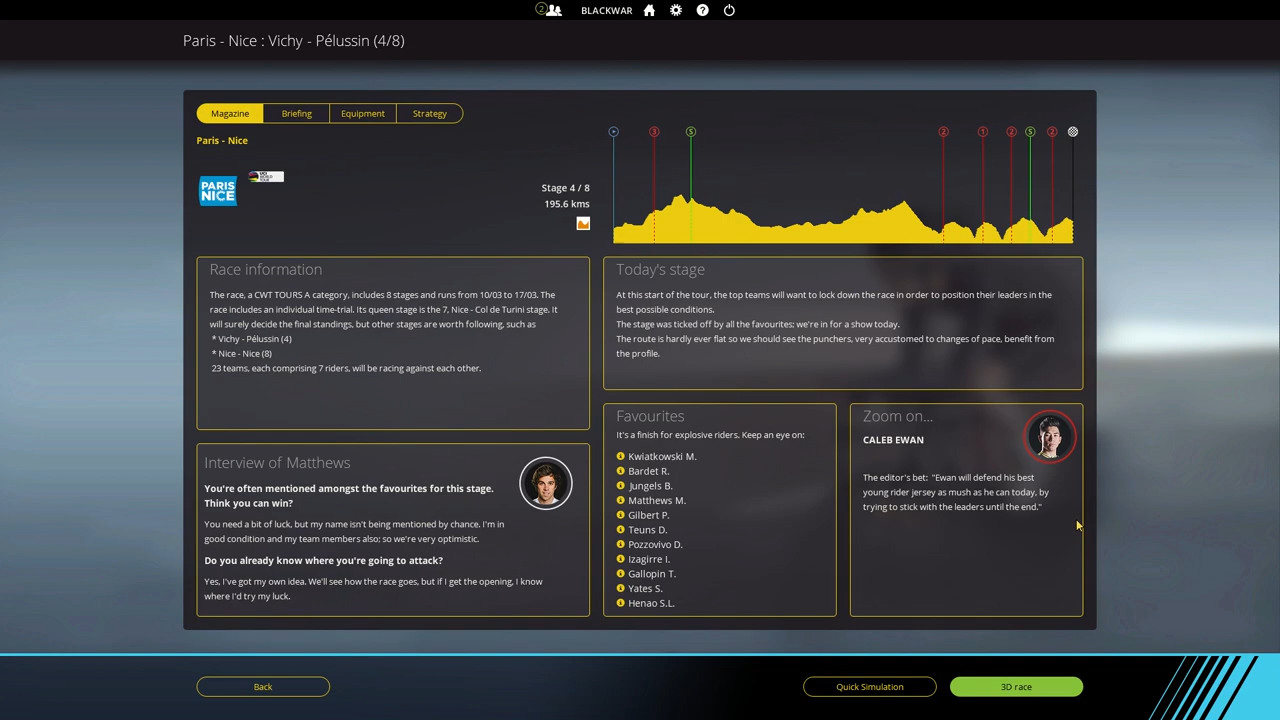 2
BLACKWAR
?
Paris - Nice : Vichy - Pélussin (4/8)
Magazine
Briefing
Equipment
Strategy
Paris - Nice
PARIS
NICE
UCI
WORLD
TOUR
Stage 4 / 8
195.6 kms
3
S
2
1
2
S
2
Race information
The race, a CWT TOURS A category, includes 8 stages and runs from 10/03 to 17/03. The
race includes an individual time-trial. Its queen stage is the 7, Nice - Col de Turini stage. It
will surely decide the final standings, but other stages are worth following, such as
* Vichy - Pélussin (4)
* Nice - Nice (8)
23 teams, each comprising 7 riders, will be racing against each other.
Today's stage
At this start of the tour, the top teams will want to lock down the race in order to position their leaders in the
best possible conditions.
The stage was ticked off by all the favourites; we're in for a show today.
The route is hardly ever flat so we should see the punchers, very accustomed to changes of pace, benefit from
the profile.
Interview of Matthews
You're often mentioned amongst the favourites for this stage.
Think you can win?
You need a bit of luck, but my name isn't being mentioned by chance. I'm in
good condition and my team members also; so we're very optimistic.
Do you already know where you're going to attack?
Yes, I've got my own idea. We'll see how the race goes, but if I get the opening, I know
where I'd try my luck.
Favourites
It's a finish for explosive riders. Keep an eye on:
Kwiatkowski M.
Bardet R.
Jungels B.
Matthews M.
Gilbert P.
Teuns D.
Pozzovivo D.
Izagirre I.
Gallopin T.
Yates S.
Henao S.L.
Zoom on...
CALEB EWAN
The editor's bet: "Ewan will defend his best
young rider jersey as mush as he can today, by
trying to stick with the leaders until the end."
Back
Quick Simulation
3D race